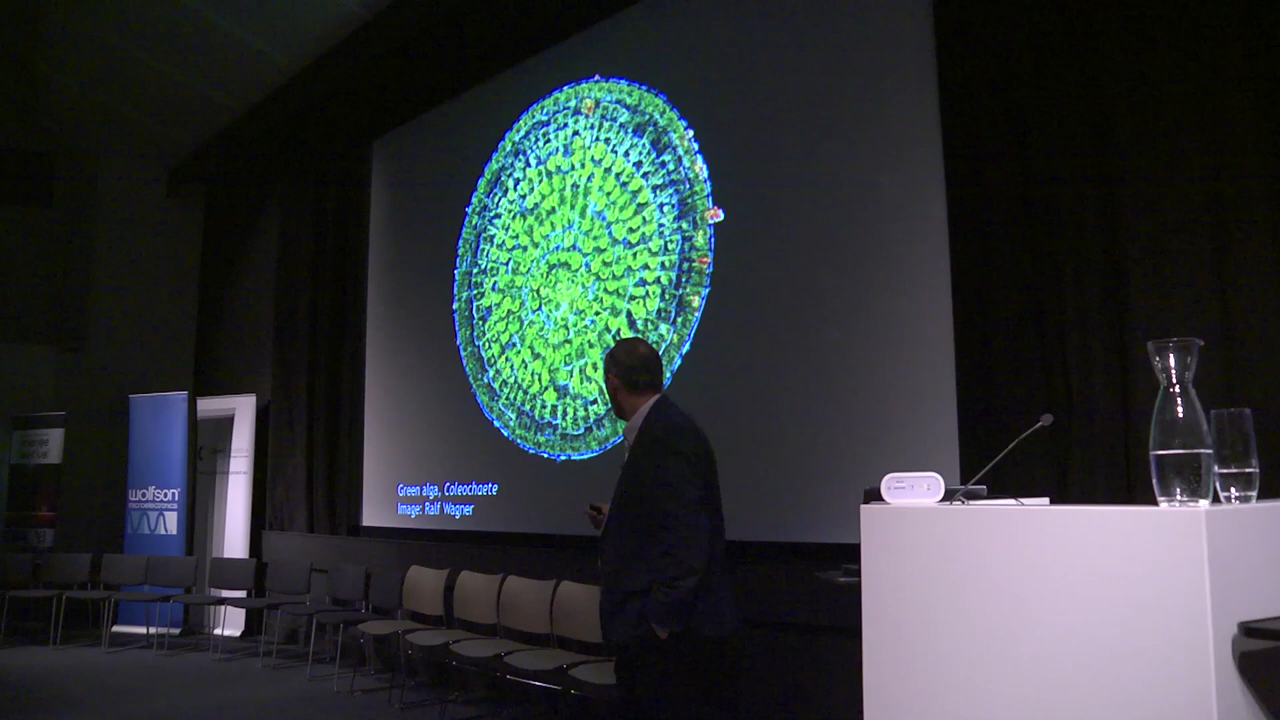 Green alga, Coleochaete
Image: Ralf Wagner
wolfson
microelectronics